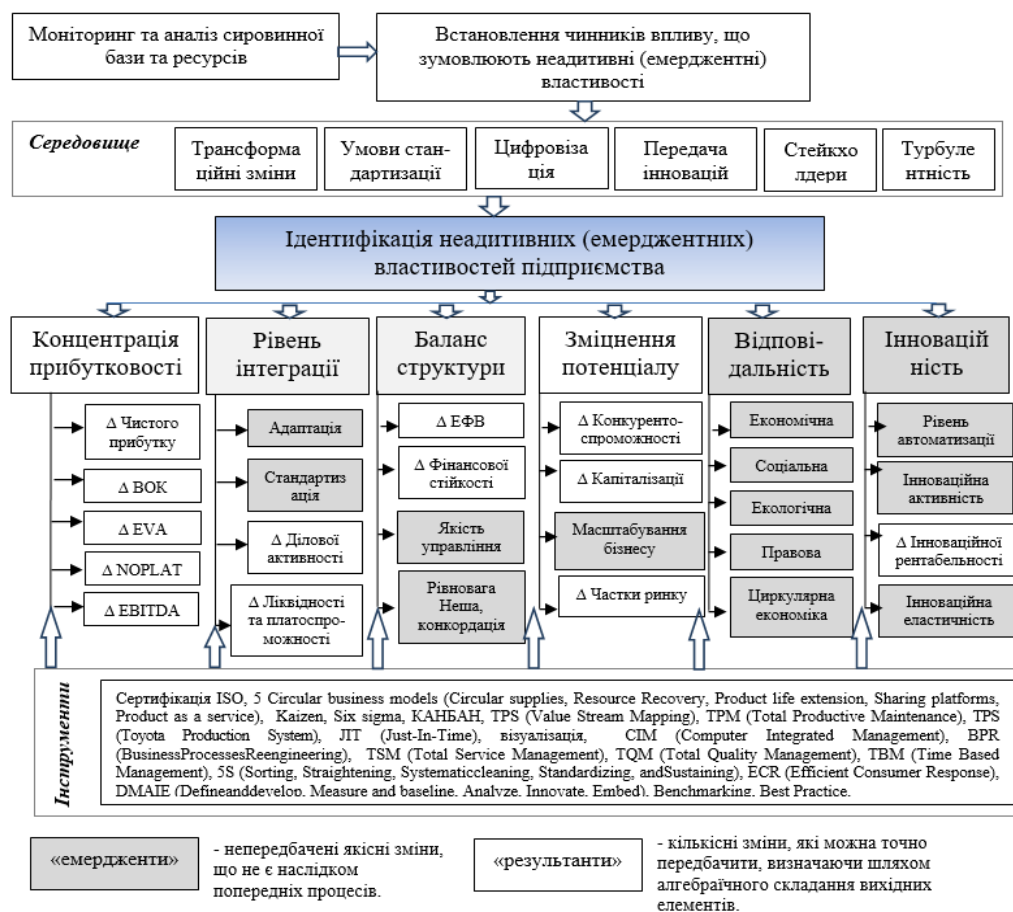 Моніторинг та аналіз сировинної
бази та ресурсів
Встановлення чинників впливу, що
зумовлюють неадитивні (емерджентні)
властивості
Середовище
Трансформа
ційні зміни
Умови стан-
дартизації
Цифровіза
ція
Передача
інновацій
Стейкхо
лдери
Турбуле
нтність
Ідентифікація неадитивних (емерджентних)
властивостей підприємства
Концентрація
прибутковості
Рівень
інтеграції
Баланс
структури
Зміцнення
потенціалу
Відпові-
дальність
Інновацій
ність
Δ Чистого
прибутку
Δ ВОК
Δ EVA
Δ NOPLAT
Δ EBITDA
Адаптація
Стандартиз
ація
Δ Ділової
активності
Δ Ліквідності
та платоспро-
можності
Δ ЕФВ
Δ Фінансової
стійкості
Якість
управління
Рівновага
Неша,
конкордація
Δ Конкуренто-
спроможності
Δ Капіталізації
Масштабування
бізнесу
Δ Частки ринку
Економічна
Соціальна
Екологічна
Правова
Циркулярна
економіка
Рівень
автоматизації
Інноваційна
активність
Δ Інноваційної
рентабельності
Інноваційна
еластичність
Інструменти
Сертифікація ISO, 5 Circular business models (Circular supplies, Resource Recovery, Product life extension, Sharing platforms,
Product as a service), Kaizen, Six sigma, КАНБАН, TPS (Value Stream Mapping), TPM (Total Productive Maintenance), TPS
(Toyota Production System), JIT (Just-In-Time), візуалізація, CIM (Computer Integrated Management), BPR
(BusinessProcessesReengineering), TSM (Total Service Management), TQM (Total Quality Management), TBM (Time Based
Management), 5S (Sorting, Straightening, Systematiccleaning, Standardizing, andSustaining), ECR (Efficient Consumer Response),
DMAIE (Defineanddevelop, Measure and baseline, Analyze, Innovate, Embed), Benchmarking, Best Practice.
«емердженти»
- непередбачені якісні зміни,
що не є наслідком
попередніх процесів.
«результанти»
- кількісні зміни, які можна точно
передбачити, визначаючи шляхом
алгебраїчного складання вихідних
елементів.